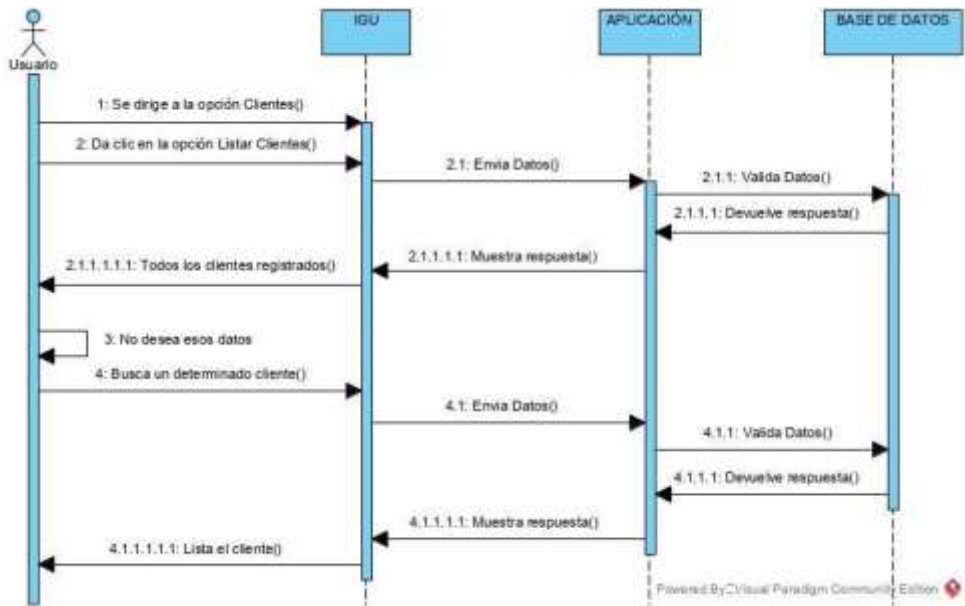 Usuario
IGU
APLICACIÓN
BASE DE DATOS
1: Se dirige a la opción Clientes()
2: Da clic en la opción Listar Clientes()
2.1: Envia Datos()
2.1.1: Valida Datos()
2.1.1.1: Devuelve respuesta()
2.1.1.1.1: Muestra respuesta()
2.1.1.1.1.1: Todos los clientes registrados()
3: No desea esos datos
4: Busca un determinado cliente()
4.1: Envia Datos()
4.1.1: Valida Datos()
4.1.1.1: Devuelve respuesta()
4.1.1.1.1: Muestra respuesta()
4.1.1.1.1.1: Lista el cliente()
Powered By Visual Paradigm Community Edition